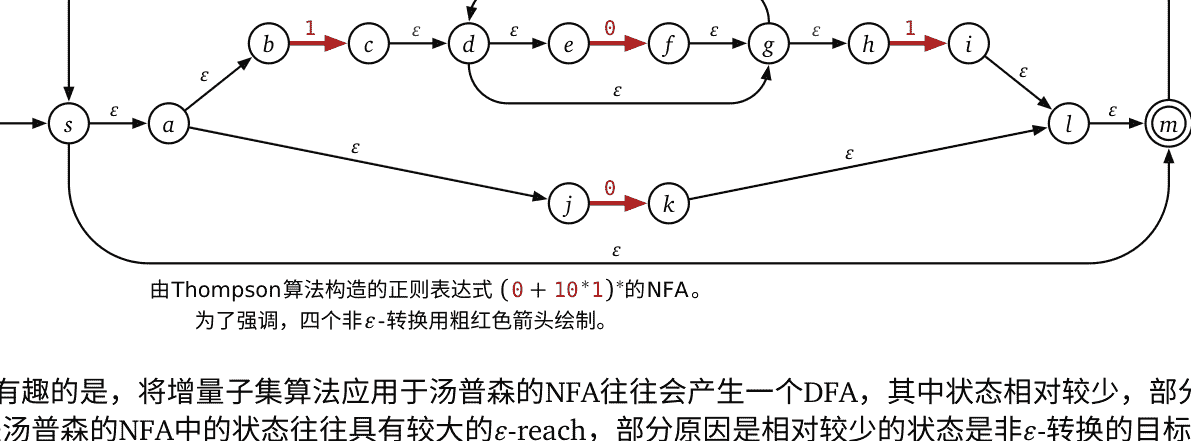 1 ε ε 0 ε ε 1
b c d e f g h i
ε ε ε
s ε a l ε m
ε ε
j 0 k
ε
由Thompson算法构造的正则表达式 (0 + 10*1)*的NFA。
为了强调，四个非ε-转换用粗红色箭头绘制。
有趣的是，将增量子集算法应用于汤普森的NFA往往会产生一个DFA，其中状态相对较少，部分
汤普森的NFA中的状态往往具有较大的ε-reach，部分原因是相对较少的状态是非ε-转换的目标